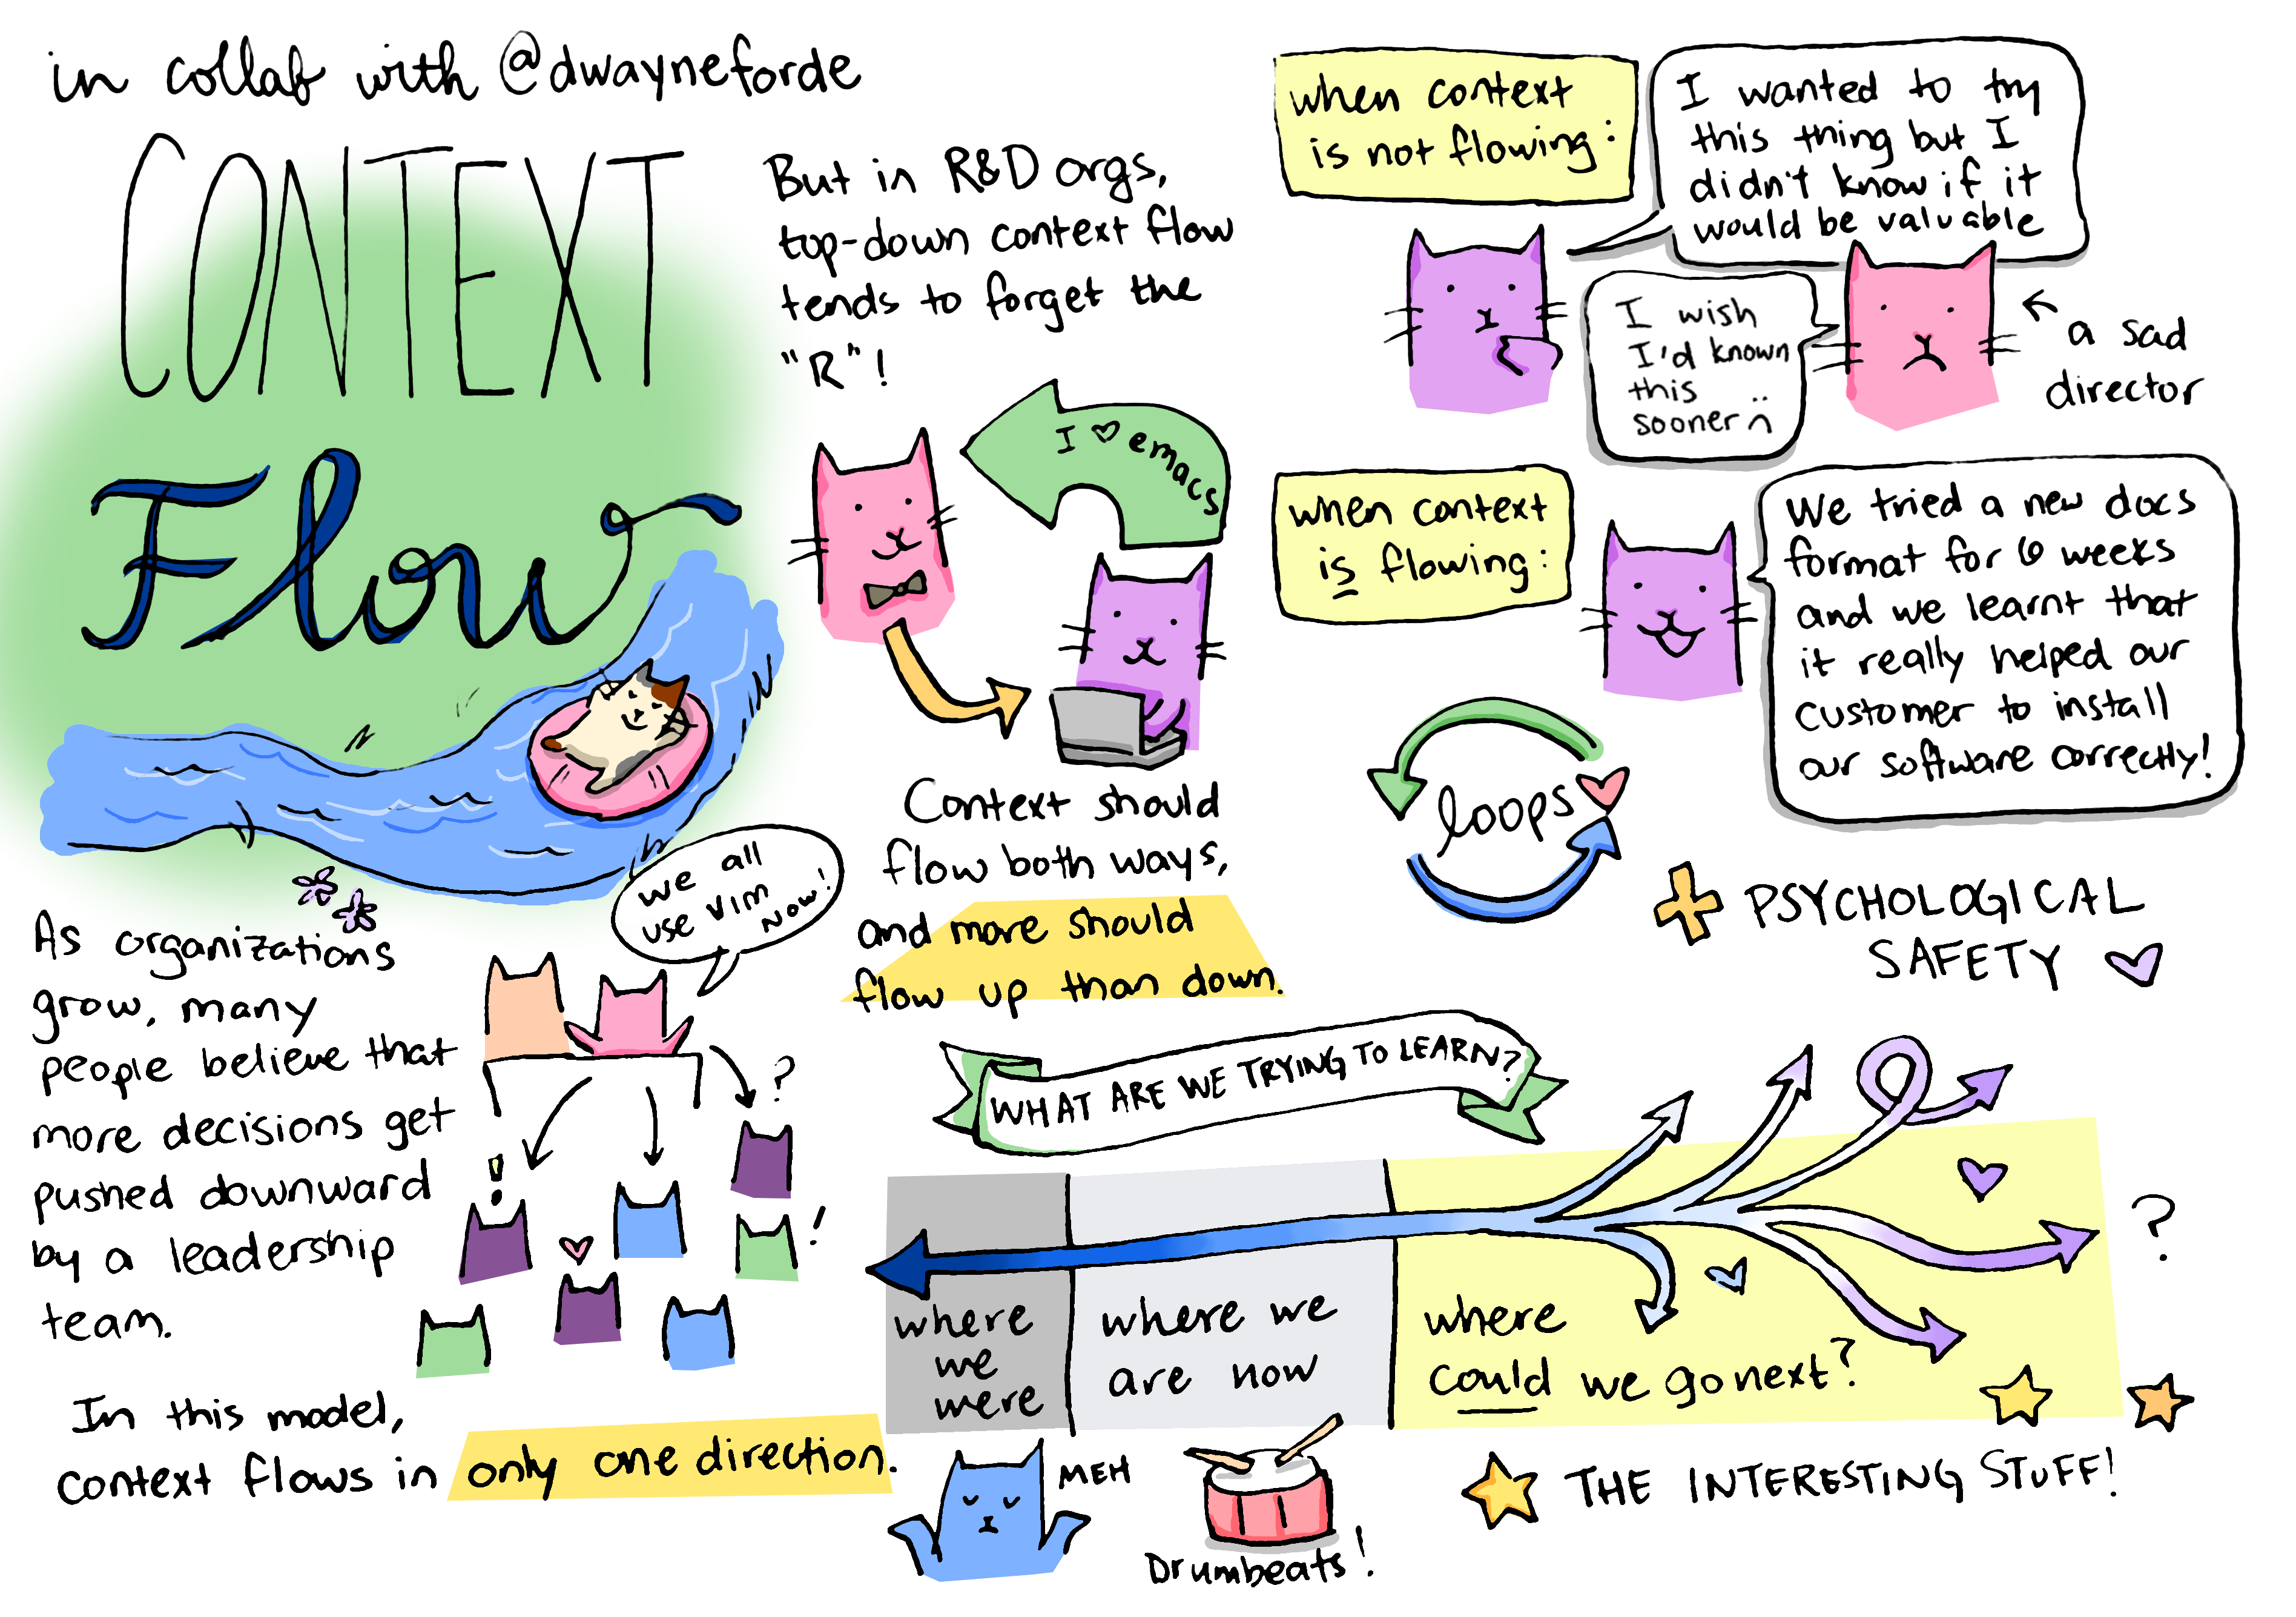 in collab with @dwayneforde
CONTEXT
Flow
As organizations
grow, many
people believe that
more decisions get
pushed downward
by a leadership
team.
we all
use vim
now!
?
!
!
In this model,
context flows in only one direction.
But in R&D orgs,
top-down context flow
tends to forget the
"R"!
I ♡ emacs
Context should
flow both ways,
and more should
flow up than down.
when context
is not flowing:
I wanted to try
this thing but I
didn't know if it
would be valuable
I wish
I'd known
this
sooner :(
a sad
director
when context
is flowing:
We tried a new docs
format for 6 weeks
and we learnt that
it really helped our
customer to install
our software correctly!
loops
+ PSYCHOLOGICAL
SAFETY
WHAT ARE WE TRYING TO LEARN?
where
we
were
where we
are now
where
could we go next?
?
MEH
Drumbeats!
THE INTERESTING STUFF!